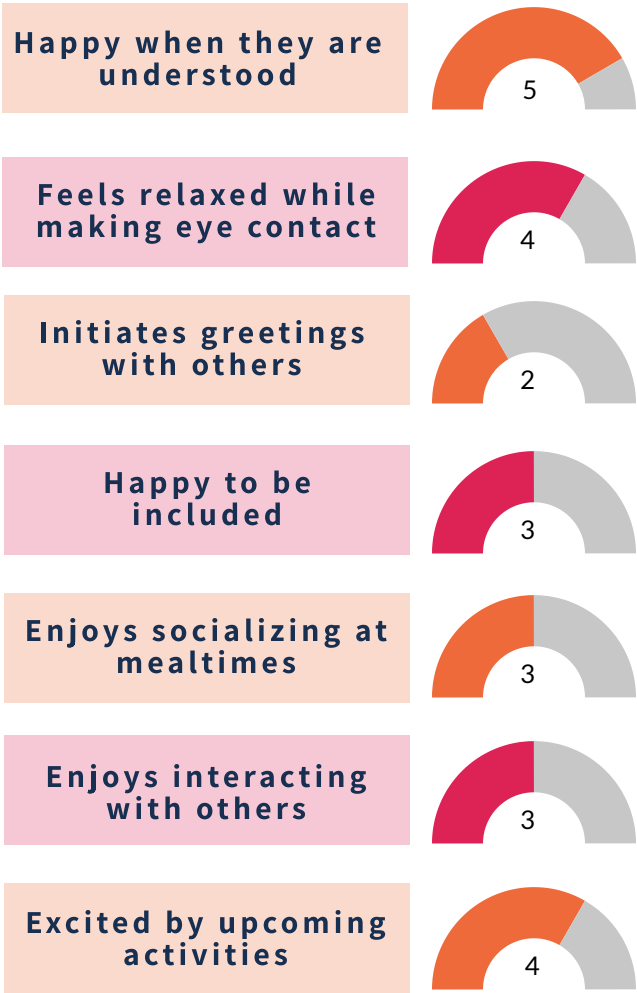 Happy when they are
understood
5
Feels relaxed while
making eye contact
4
Initiates greetings
with others
2
Happy to be
included
3
Enjoys socializing at
mealtimes
3
Enjoys interacting
with others
3
Excited by upcoming
activities
4